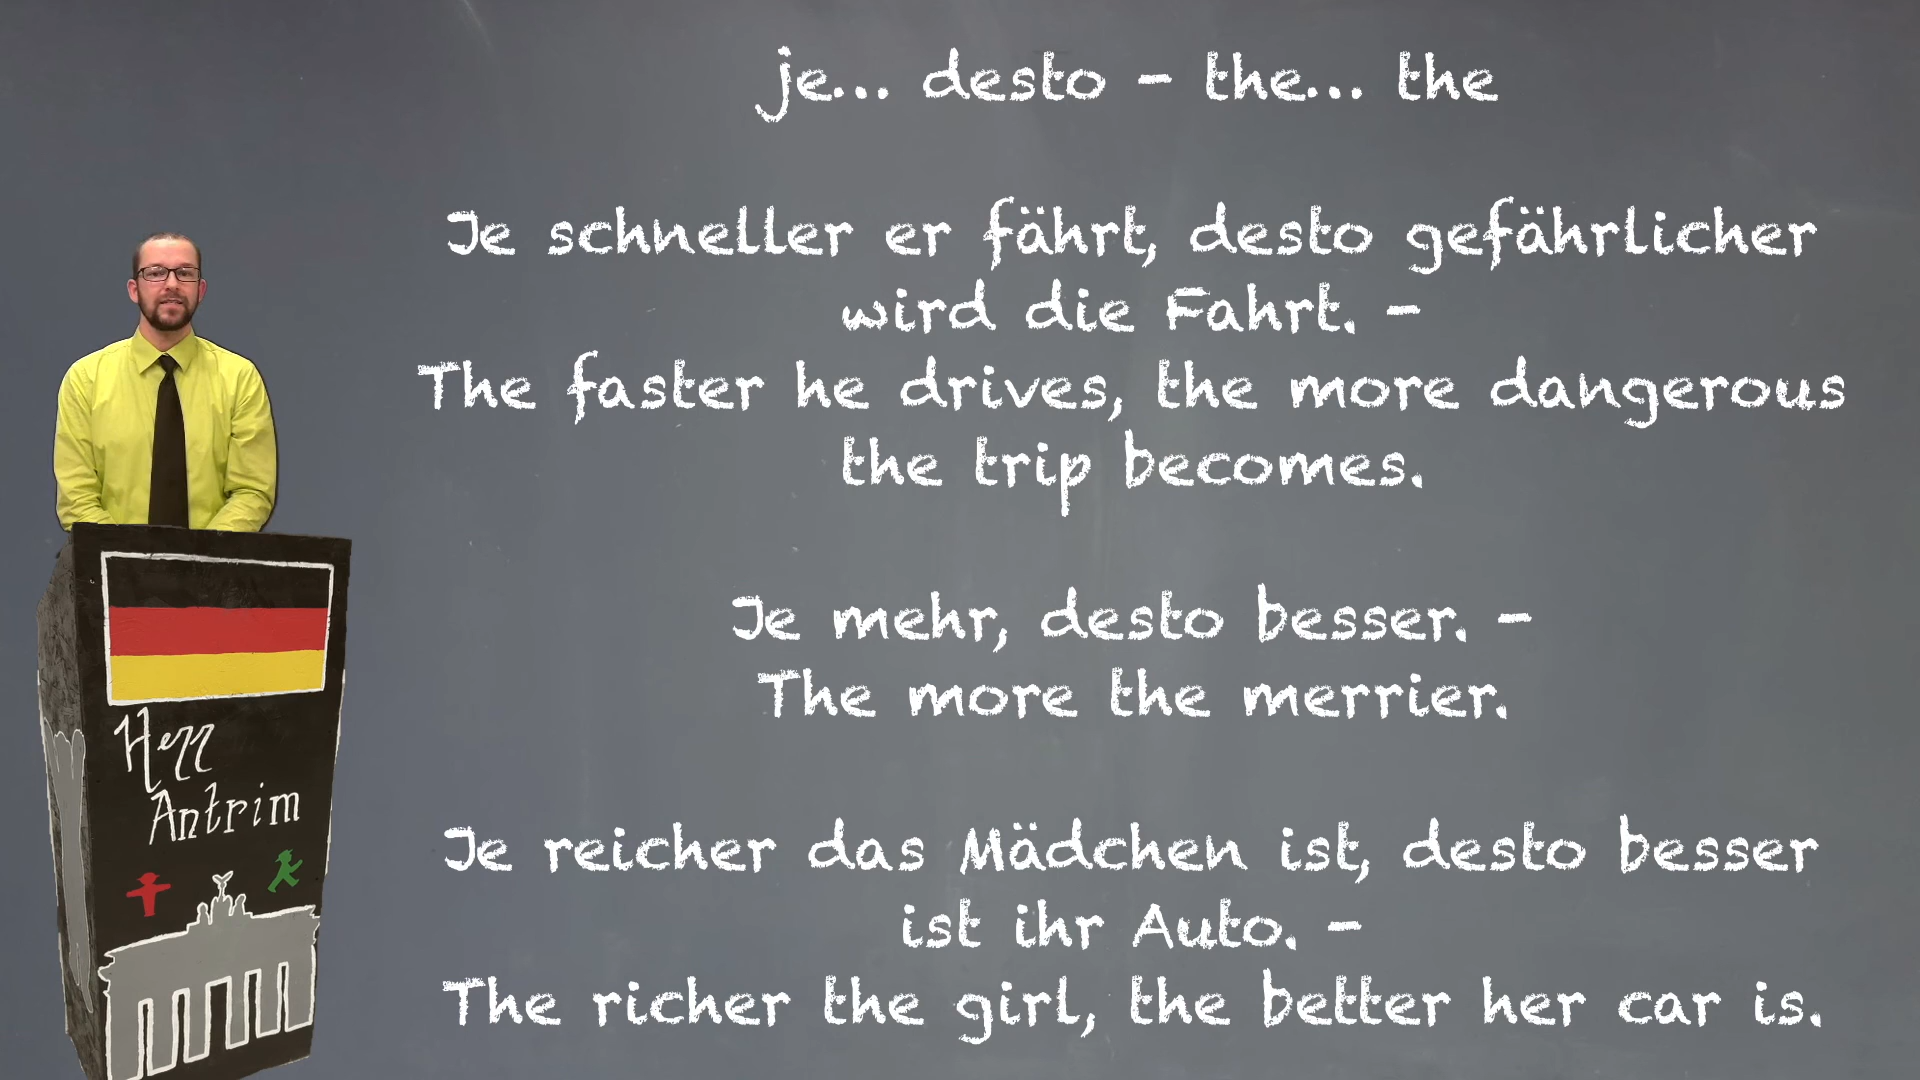 je... desto - the... the
Je schneller er fährt, desto gefährlicher
wird die Fahrt. -
The faster he drives, the more dangerous
the trip becomes.
Je mehr, desto besser. -
The more the merrier.
Je reicher das Mädchen ist, desto besser
ist ihr Auto. -
The richer the girl, the better her car is.
Herr
Antrim